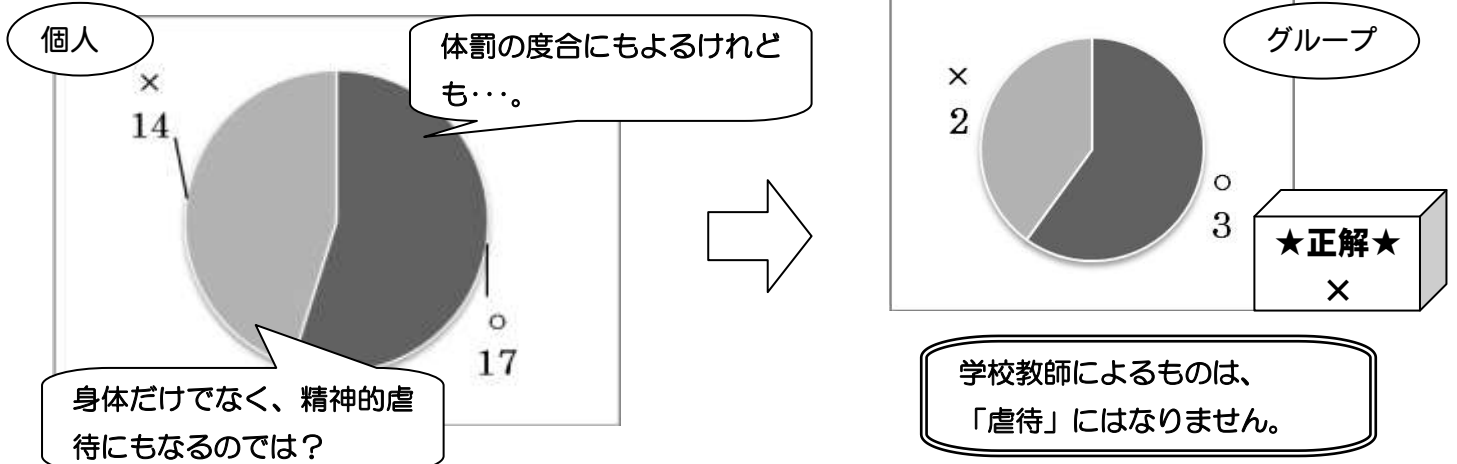 個人
×
14
体罰の度合にもよるけれど
も･･･。
○
17
身体だけでなく、精神的虐
待にもなるのでは？
グループ
×
2
○
3
★正解★
×
学校教師によるものは、
「虐待」にはなりません。